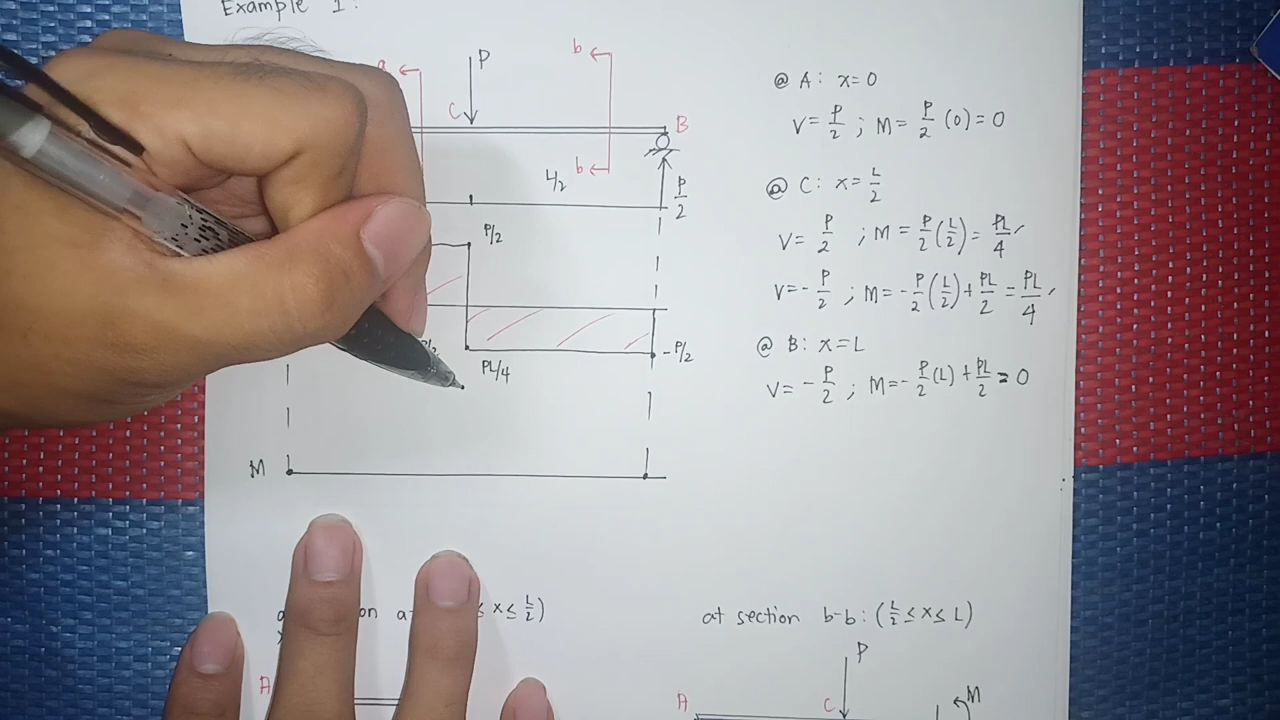 Example 1:
a
P
b
C
B
b
L/2
P/2
P/2
-P/2
PL/4
M
@ A: x=0
V= P/2 ; M= P/2 (0) = 0
@ C: x= L/2
V= P/2 ; M= P/2 (L/2) = PL/4
V=- P/2 ; M=- P/2 (L/2) + PL/2 = PL/4
@ B: x=L
V= - P/2 ; M=- P/2 (L) + PL/2 = 0
≤ x ≤ L/2)
A
at section b-b: (L/2 ≤ x ≤ L)
P
A
C
M